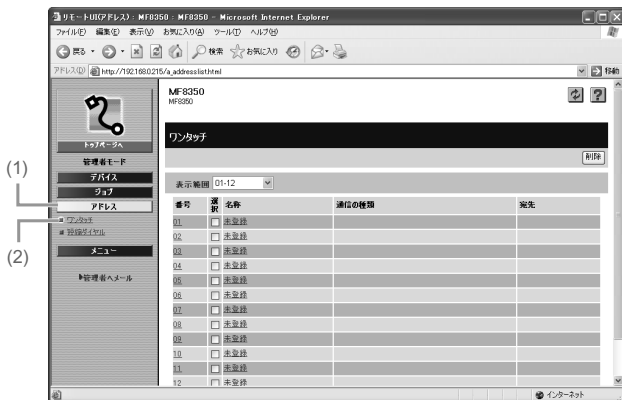 リモートUI(アドレス) : MF8350 : MF8350 - Microsoft Internet Explorer
ファイル(F) 編集(E) 表示(V) お気に入り(A) ツール(T) ヘルプ(H)
戻る 検索 お気に入り
アドレス(D) http://192.168.0.215/a_addresslist.html 移動
MF8350
MF8350
トップページへ
ワンタッチ
管理者モード
削除
デバイス
ジョブ
表示範囲 01-12
(1)
アドレス
番号 選択 名称 通信の種類 宛先
ワンタッチ
01 未登録
(2)
短縮ダイヤル
02 未登録
メニュー
03 未登録
04 未登録
管理者へメール
05 未登録
06 未登録
07 未登録
08 未登録
09 未登録
10 未登録
11 未登録
12 未登録
インターネット